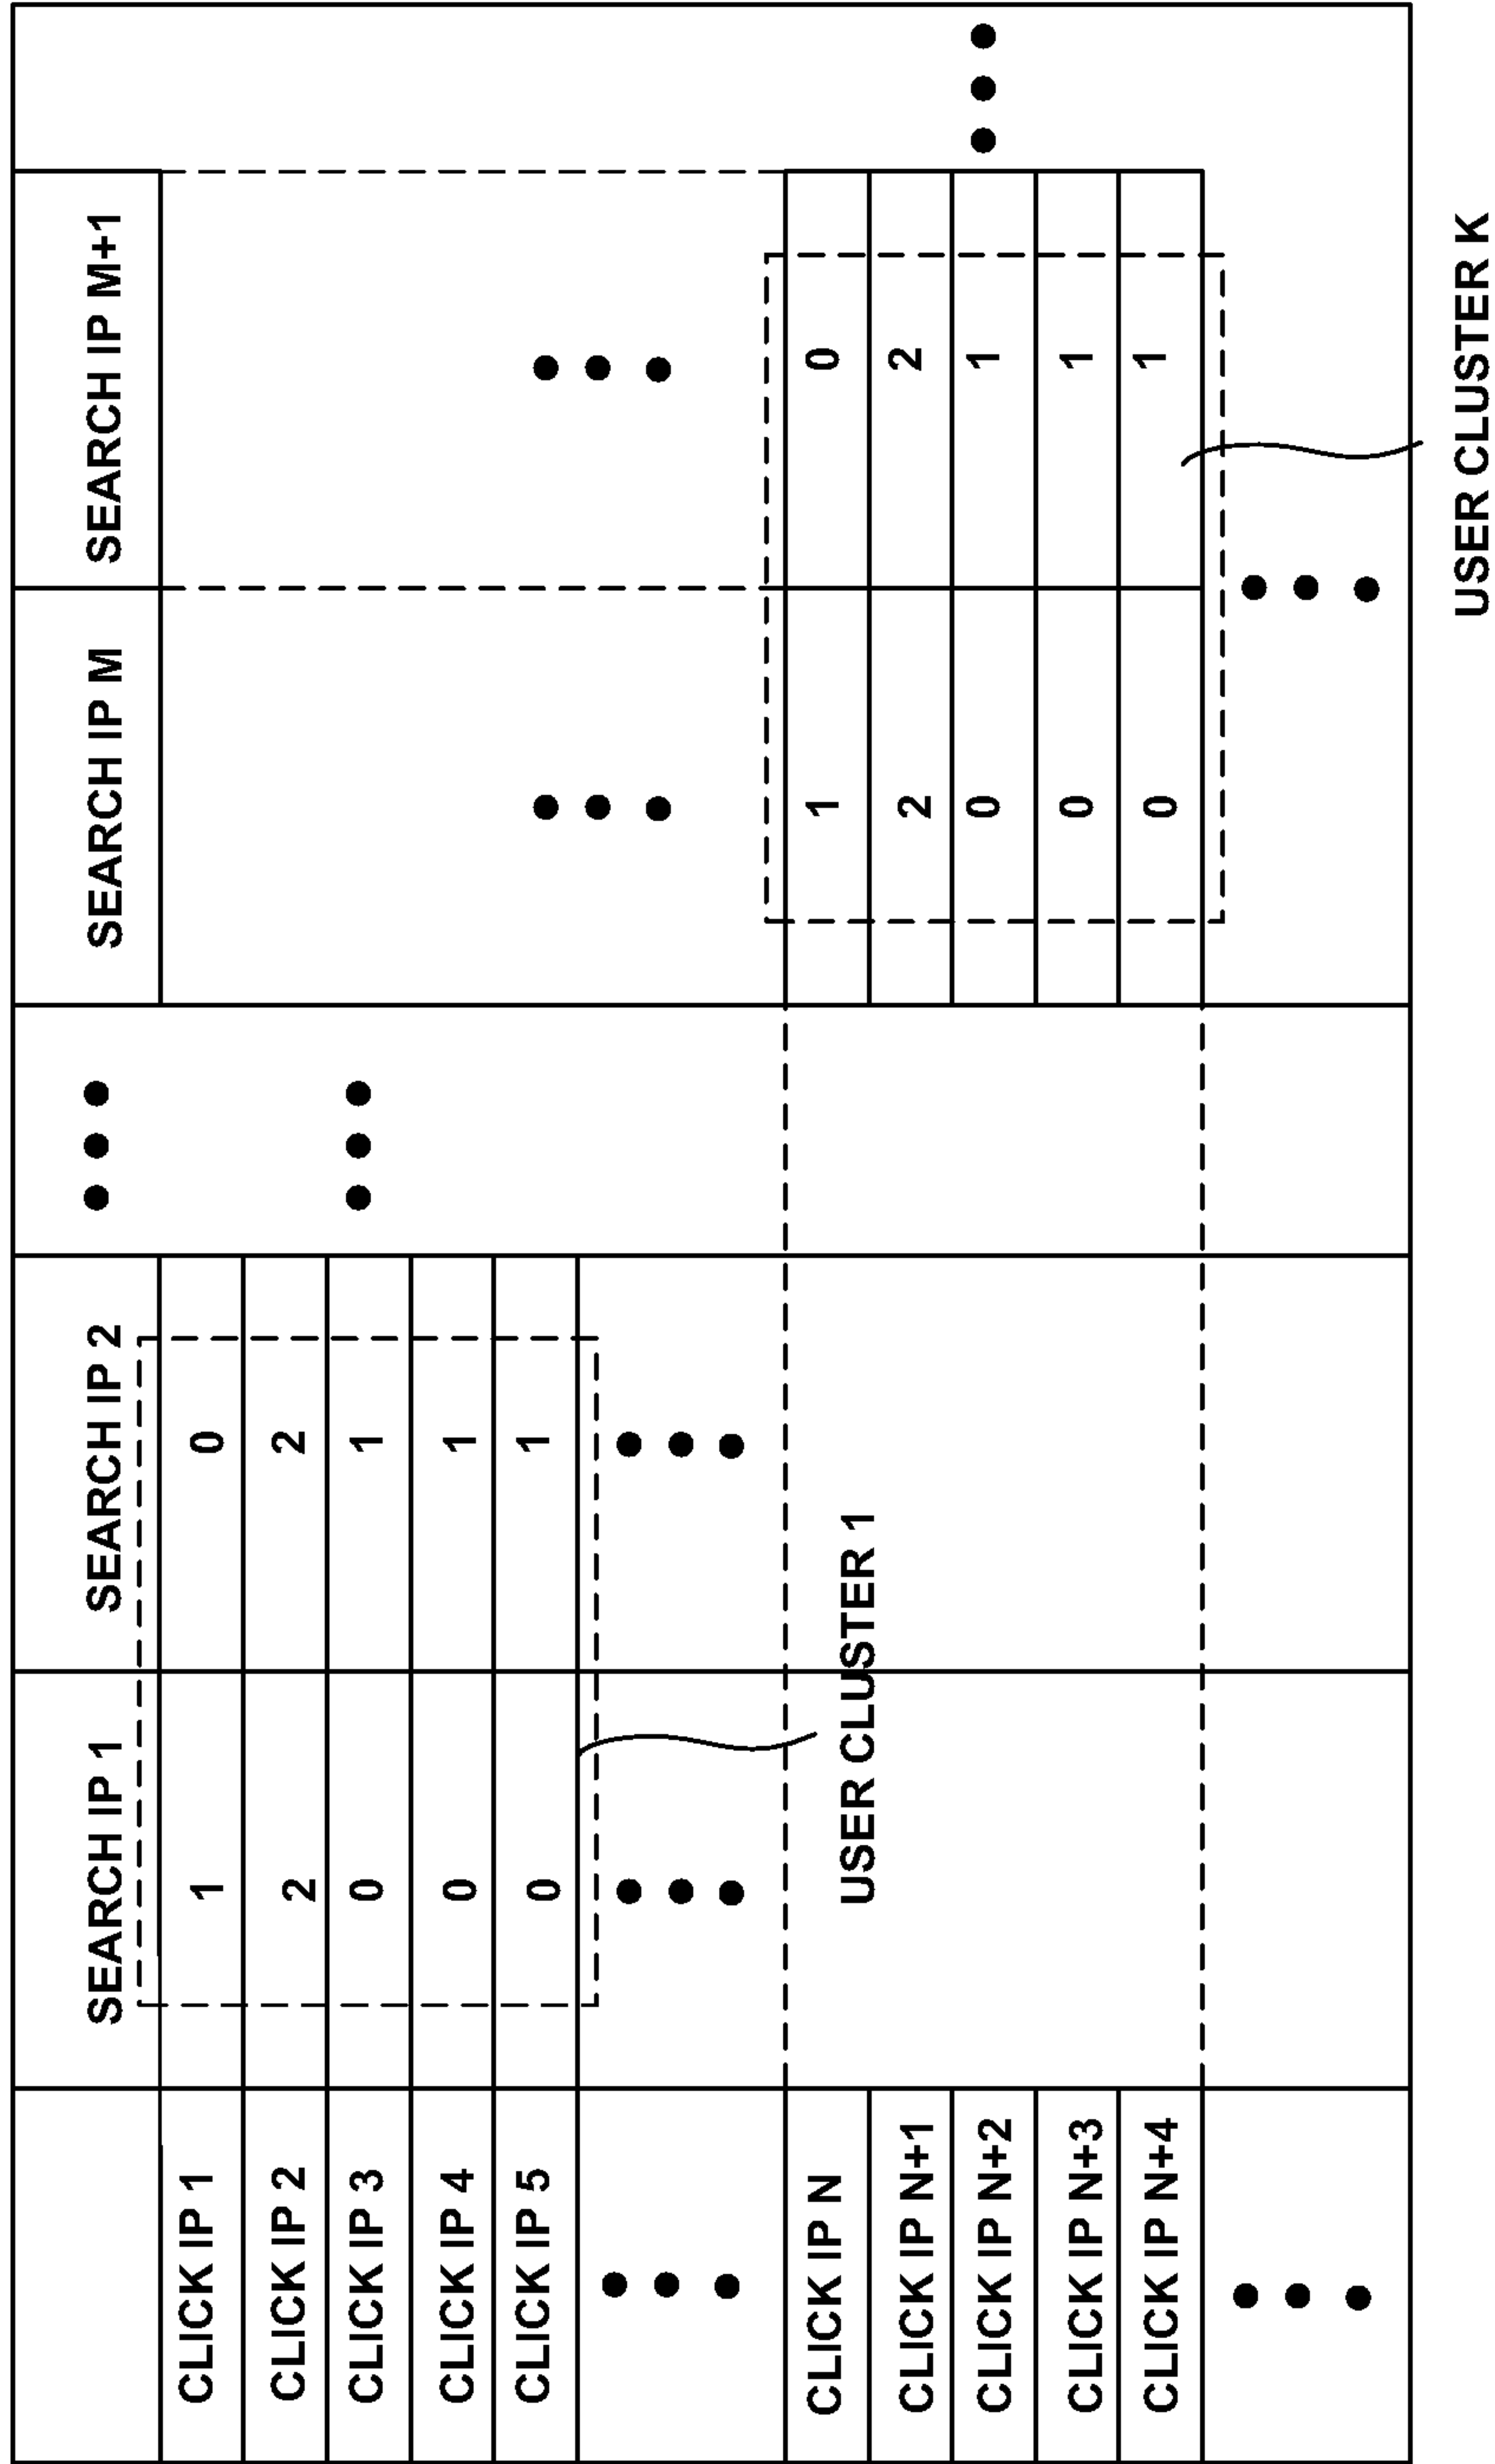 SEARCH IP 1 SEARCH IP 2 SEARCH IP M SEARCH IP M+1
CLICK IP 1 1 0
CLICK IP 2 2 2
CLICK IP 3 0 1
CLICK IP 4 0 1
CLICK IP 5 0 1
CLICK IP N 1 0
USER CLUSTER 1
CLICK IP N+1 2 2
CLICK IP N+2 0 1
CLICK IP N+3 0 1
CLICK IP N+4 0 1
USER CLUSTER K